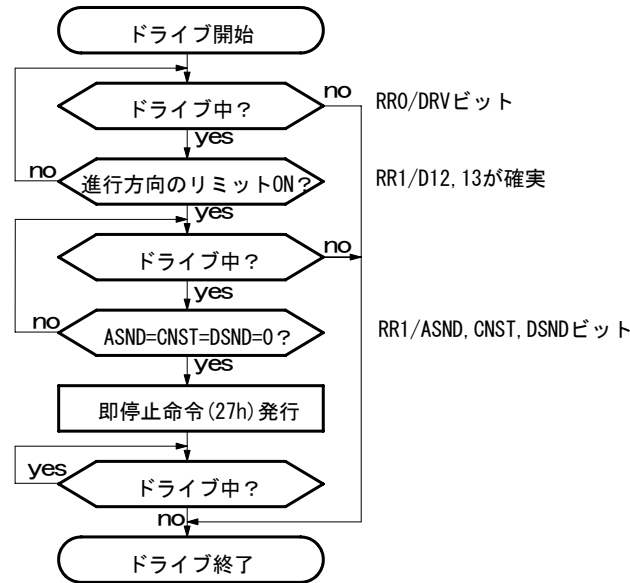 ドライブ開始
ドライブ中？
no
RR0/DRVビット
yes
no
進行方向のリミットON？
RR1/D12,13が確実
yes
ドライブ中？
no
yes
no
ASND=CNST=DSND=0？
RR1/ASND,CNST,DSNDビット
yes
即停止命令(27h)発行
yes
ドライブ中？
no
ドライブ終了